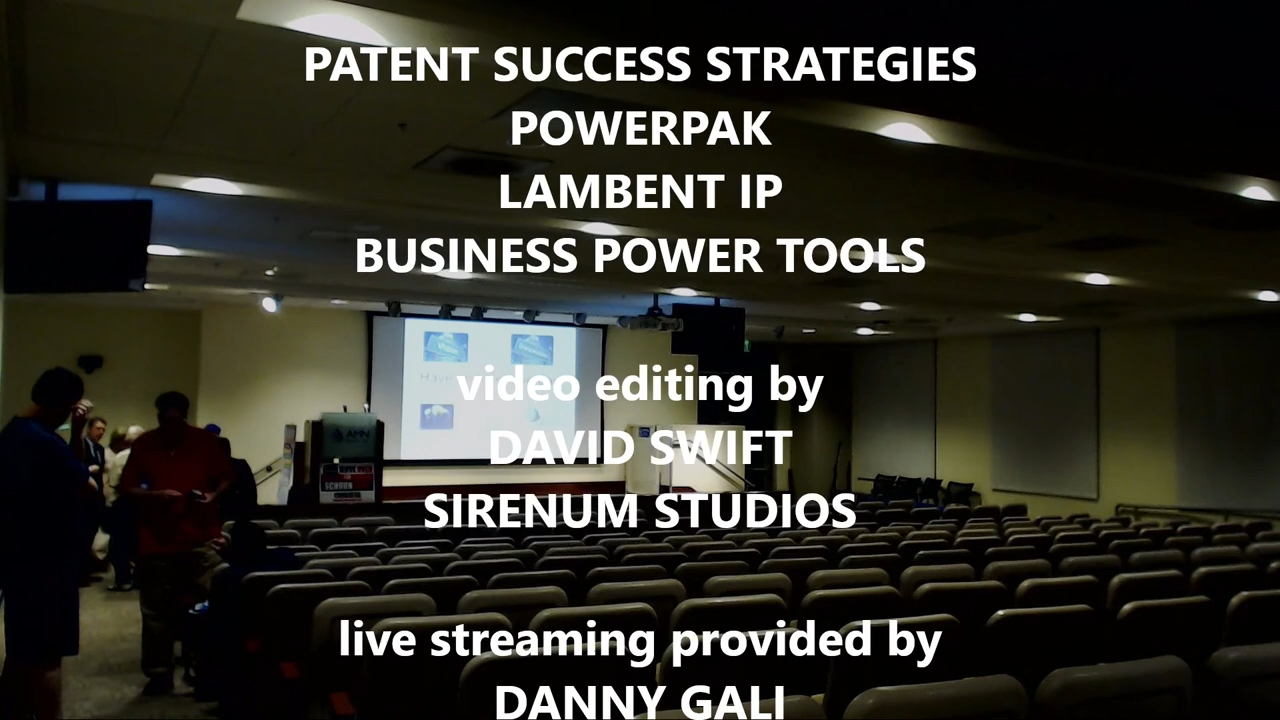 PATENT SUCCESS STRATEGIES
POWERPAK
LAMBENT IP
BUSINESS POWER TOOLS
video editing by
DAVID SWIFT
SIRENUM STUDIOS
live streaming provided by
DANNY GALI